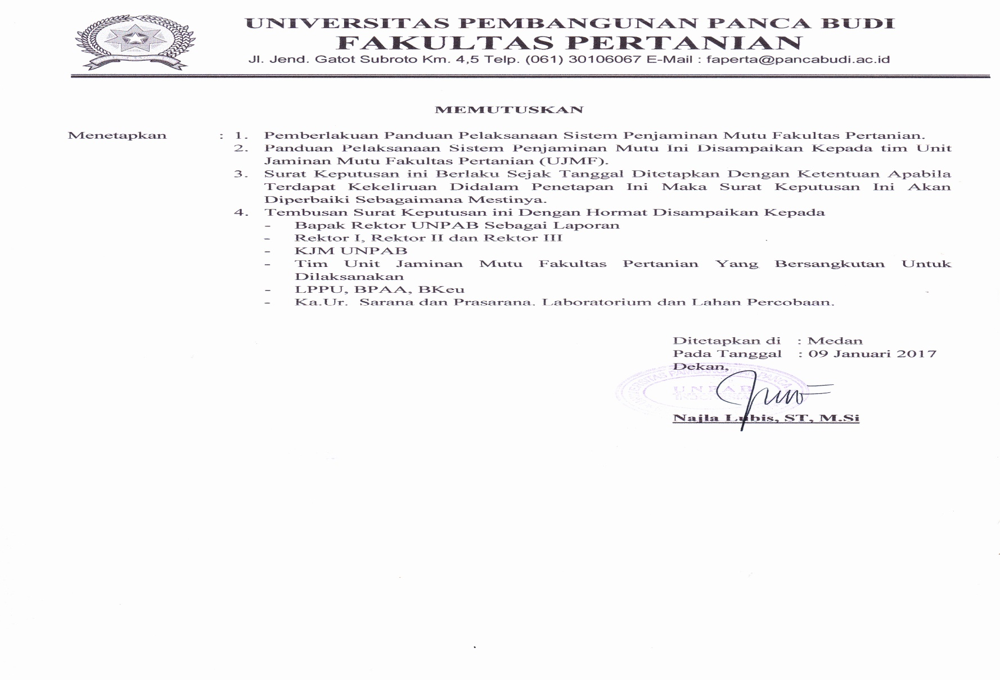 UNIVERSITAS PEMBANGUNAN PANCA BUDI
FAKULTAS PERTANIAN
Jl. Jend. Gatot Subroto Km. 4,5 Telp. (061) 30106067 E-Mail : faperta@pancabudi.ac.id
MEMUTUSKAN
Menetapkan : 1. Pemberlakuan Panduan Pelaksanaan Sistem Penjaminan Mutu Fakultas Pertanian.
2. Panduan Pelaksanaan Sistem Penjaminan Mutu Ini Disampaikan Kepada tim Unit
Jaminan Mutu Fakultas Pertanian (UJMF).
3. Surat Keputusan ini Berlaku Sejak Tanggal Ditetapkan Dengan Ketentuan Apabila
Terdapat Kekeliruan Didalam Penetapan Ini Maka Surat Keputusan Ini Akan
Diperbaiki Sebagaimana Mestinya.
4. Tembusan Surat Keputusan ini Dengan Hormat Disampaikan Kepada
- Bapak Rektor UNPAB Sebagai Laporan
- Rektor I, Rektor II dan Rektor III
- KJM UNPAB
- Tim Unit Jaminan Mutu Fakultas Pertanian Yang Bersangkutan Untuk
Dilaksanakan
- LPPU, BPAA, BKeu
- Ka.Ur. Sarana dan Prasarana. Laboratorium dan Lahan Percobaan.
Ditetapkan di : Medan
Pada Tanggal : 09 Januari 2017
Dekan,
UNPAB
INDONESIA
Najla Lubis, ST, M.Si